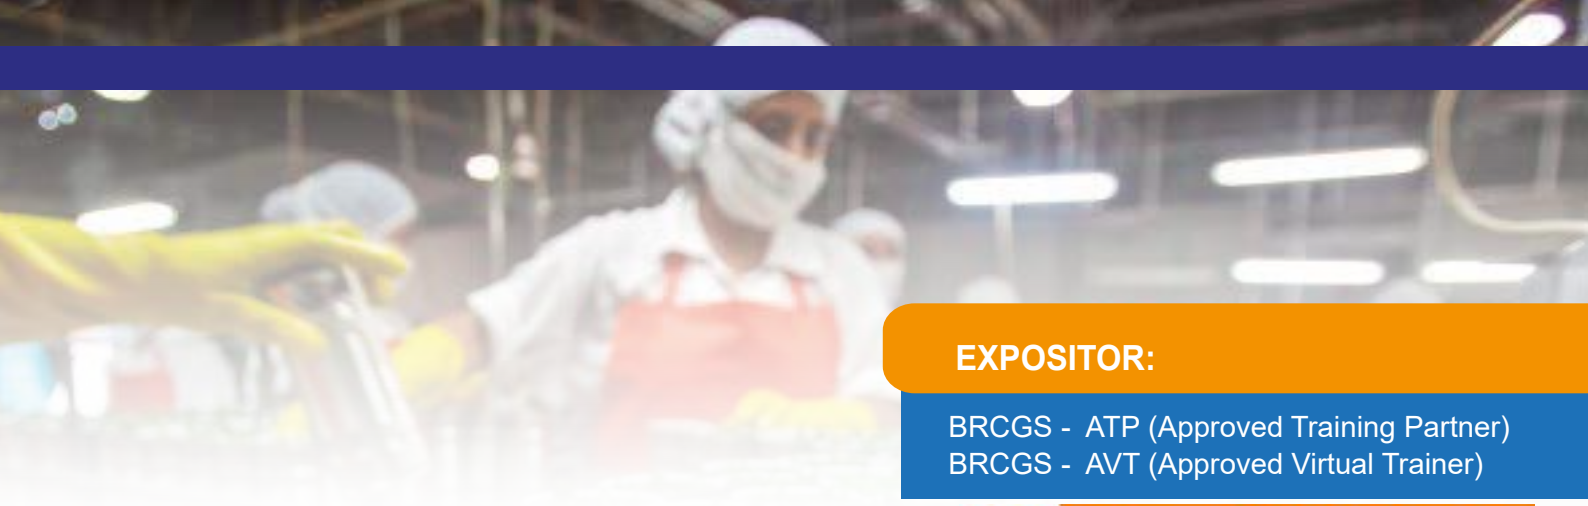 EXPOSITOR:
BRCGS - ATP (Approved Training Partner)
BRCGS - AVT (Approved Virtual Trainer)